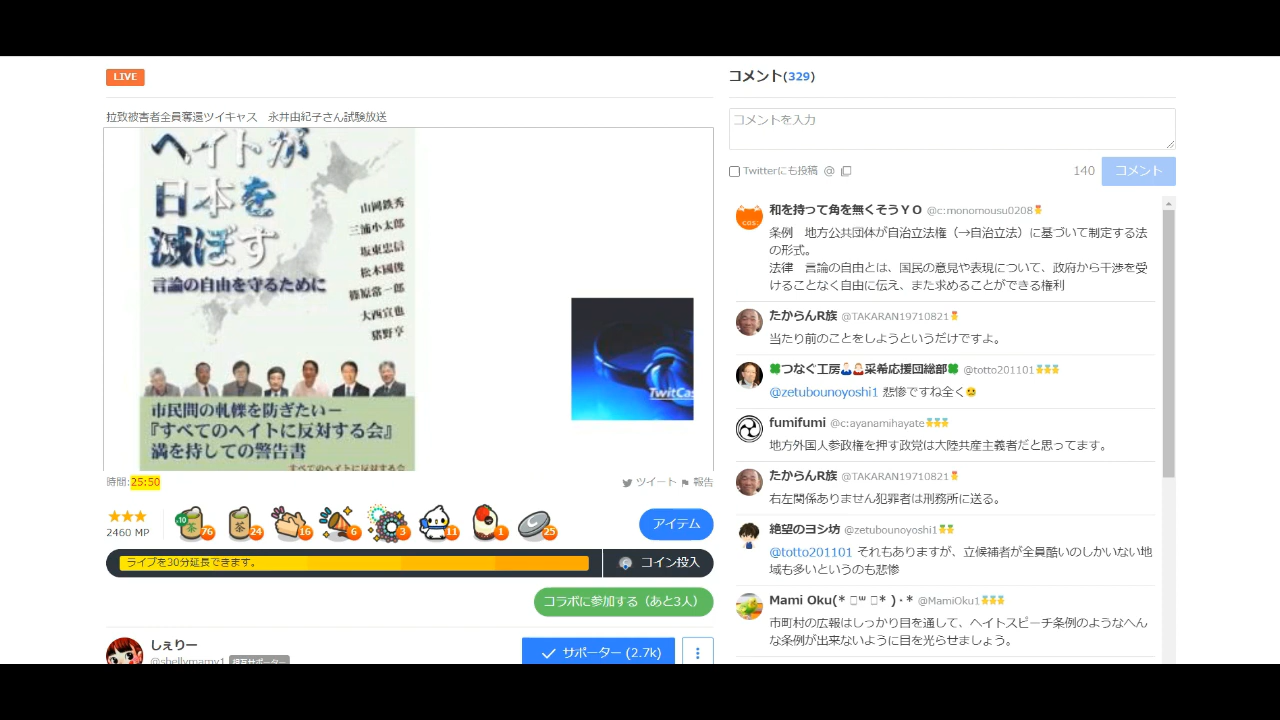 LIVE
拉致被害者全員奪還ツイキャス 永井由紀子さん試験放送
ヘイトが
日本を
滅ぼす
言論の自由を守るために
山岡鉄秀
三浦小太郎
坂東忠信
松木國俊
篠原常一郎
大西宣也
猪野亨
市民間の軋轢を防ぎたい－
『すべてのヘイトに反対する会』
満を持しての警告書
すべてのヘイトに反対する会
TwitCas
時間:25:50
ツイート 報告
2460 MP
×10 茶 76
茶 24
16
6
3
11
1
25
アイテム
ライブを30分延長できます。
コイン投入
コラボに参加する（あと3人）
しぇりー
@shellymamy1 相互サポーター
サポーター (2.7k)
コメント(329)
コメントを入力
Twitterにも投稿 @
140 コメント
和を持って角を無くそうＹＯ @c:monomousu0208
条例 地方公共団体が自治立法権（→自治立法）に基づいて制定する法
の形式。
法律 言論の自由とは、国民の意見や表現について、政府から干渉を受
けることなく自由に伝え、また求めることができる権利
cas
たからんR族 @TAKARAN19710821
当たり前のことをしようというだけですよ。
🍀つなぐ工房🙇‍♂️🙇‍♀️采希応援団総部🍀 @totto201101
@zetubounoyoshi1 悲惨ですね全く😢
fumifumi @c:ayanamihayate
地方外国人参政権を押す政党は大陸共産主義者だと思ってます。
たからんR族 @TAKARAN19710821
右左関係ありません犯罪者は刑務所に送る。
絶望のヨシ坊 @zetubounoyoshi1
@totto201101 それもありますが、立候補者が全員酷いのしかいない地
域も多いというのも悲惨
Mami Oku(* ॑꒳ ॑* )･* @MamiOku1
市町村の広報はしっかり目を通して、ヘイトスピーチ条例のようなへん
な条例が出来ないように目を光らせましょう。